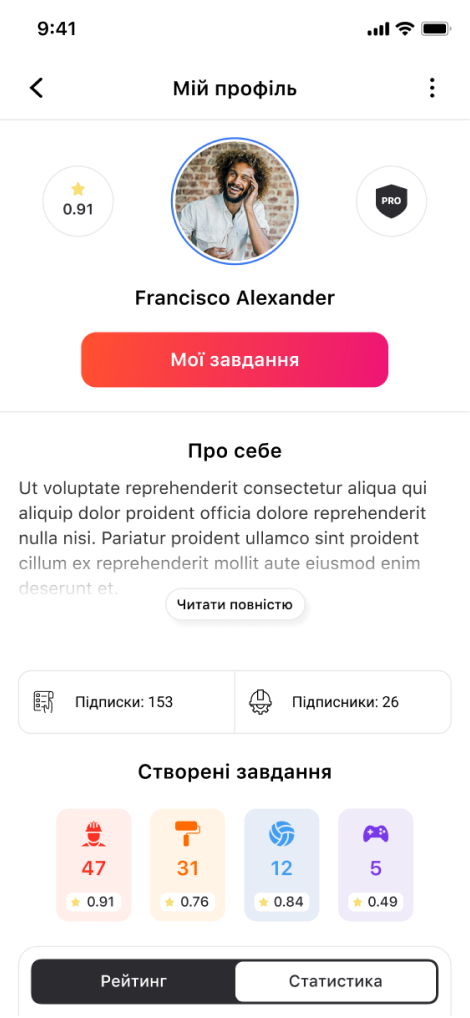 9:41
Мій профіль
0.91
PRO
Francisco Alexander
Мої завдання
Про себе
Ut voluptate reprehenderit consectetur aliqua qui
aliquip dolor proident officia dolore reprehenderit
nulla nisi. Pariatur proident ullamco sint proident
cillum ex reprehenderit mollit aute eiusmod enim
deserunt et.
Читати повністю
Підписки: 153
Підписники: 26
Створені завдання
47 31 12 5
0.91 0.76 0.84 0.49
Рейтинг Статистика